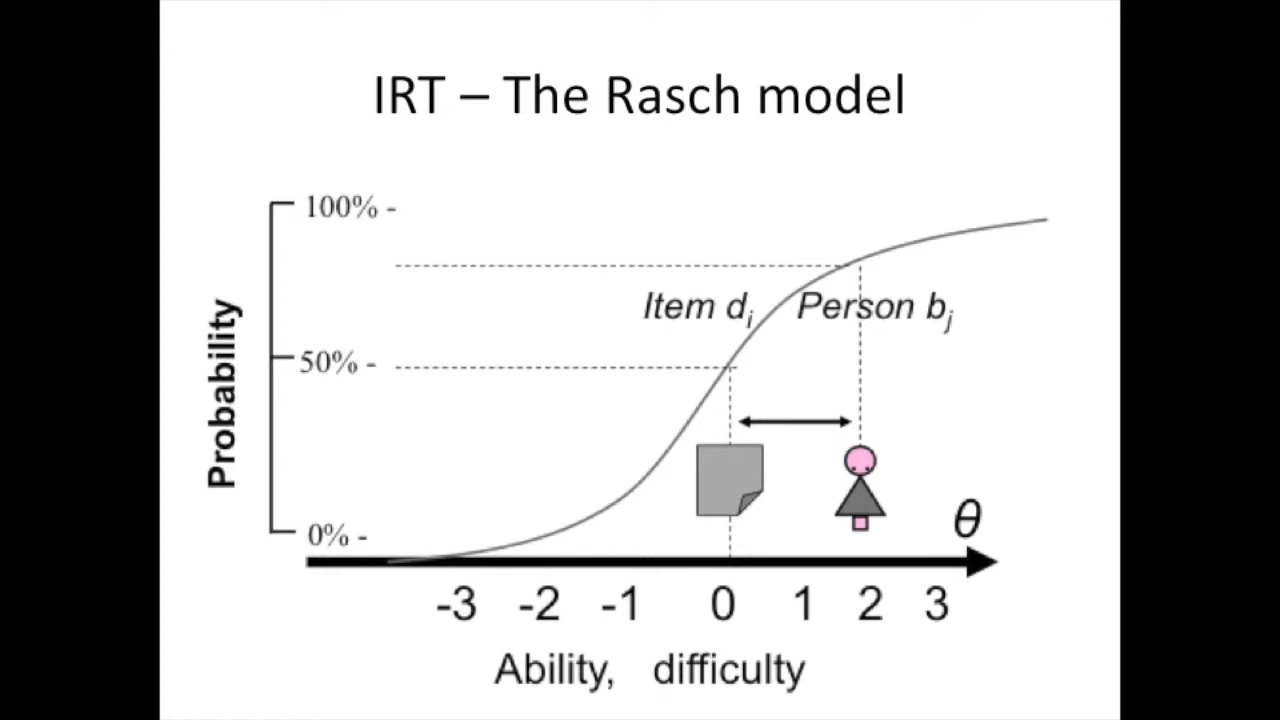 IRT – The Rasch model
100% -
Item dᵢ Person bⱼ
Probability
50% -
θ
0% -
-3 -2 -1 0 1 2 3
Ability, difficulty